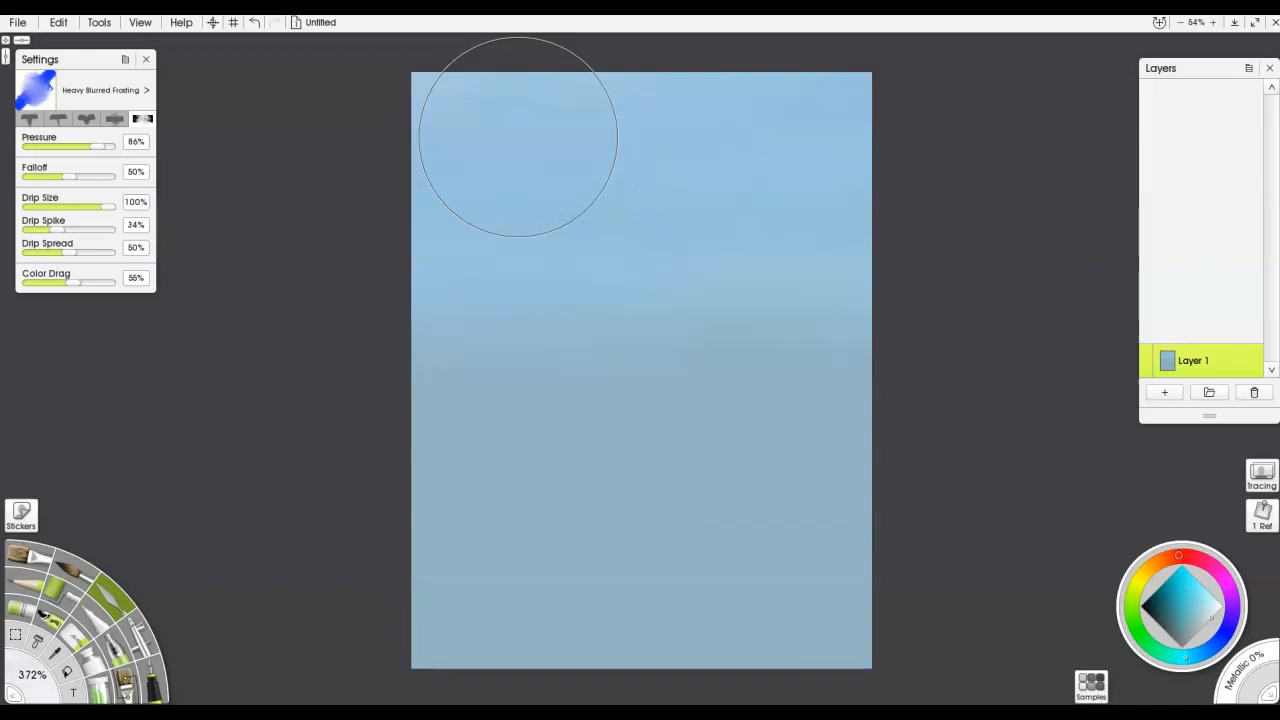 File Edit Tools View Help Untitled 54%
Settings
Heavy Blurred Frosting >
Pressure 86%
Falloff 50%
Drip Size 100%
Drip Spike 34%
Drip Spread 50%
Color Drag 55%
Layers
Layer 1
Tracing
1 Ref
Stickers
372%
T
Samples
Metallic 0%